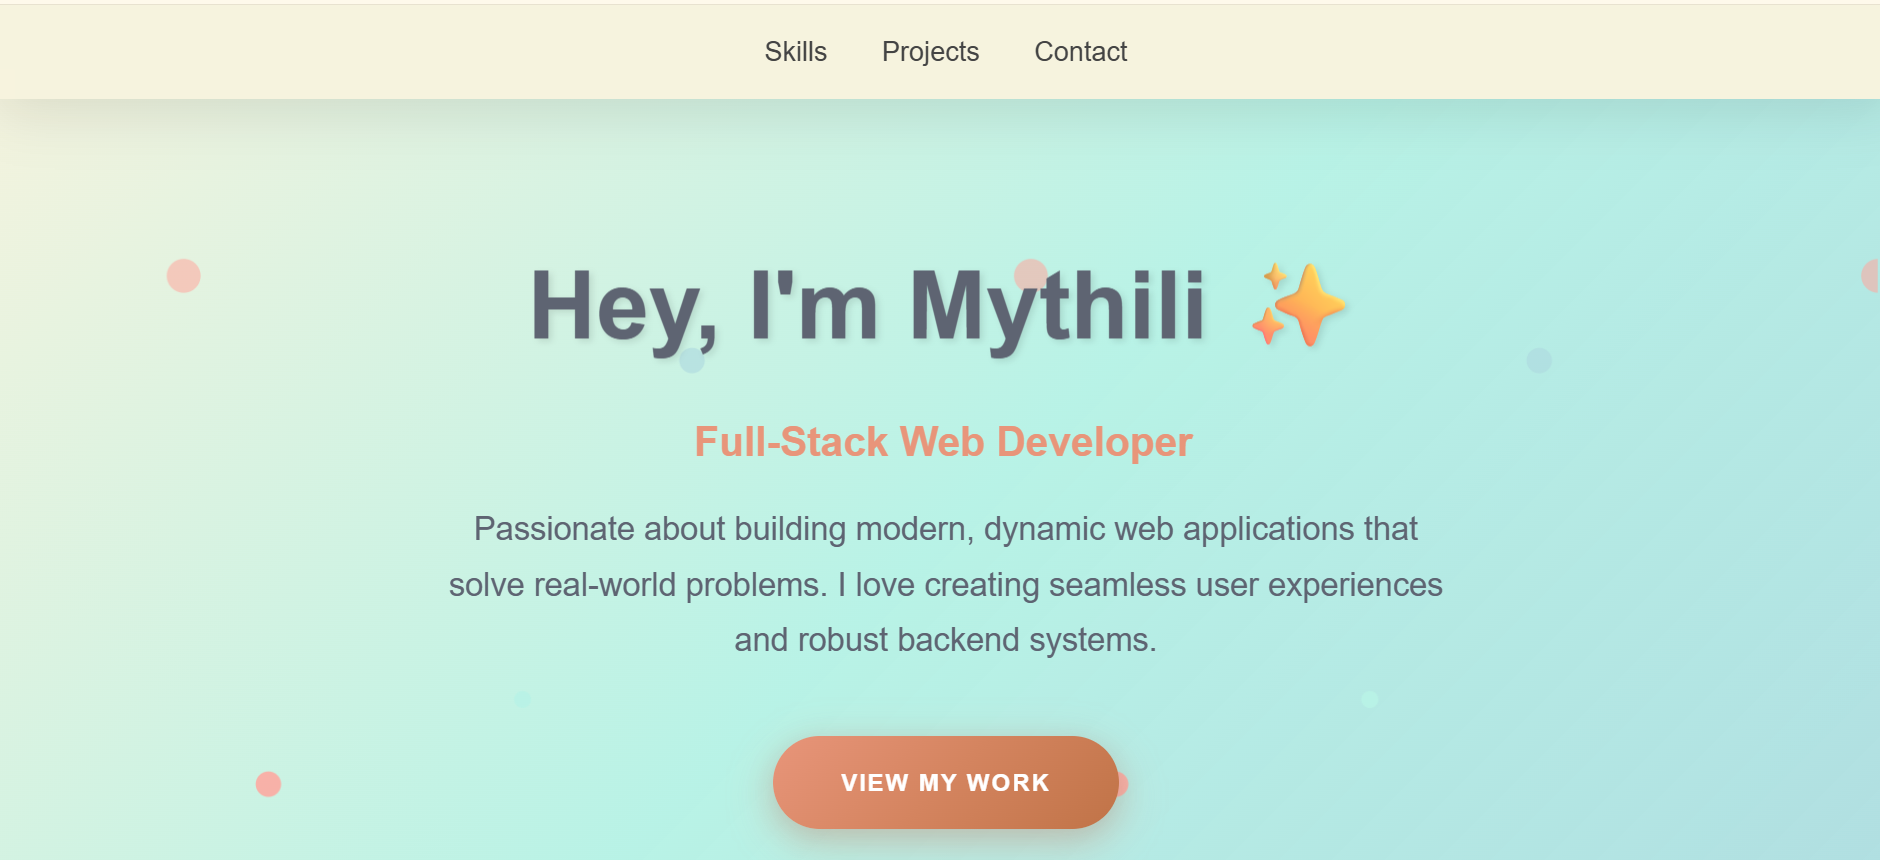 Skills Projects Contact
Hey, I'm Mythili ✨
Full-Stack Web Developer
Passionate about building modern, dynamic web applications that
solve real-world problems. I love creating seamless user experiences
and robust backend systems.
VIEW MY WORK